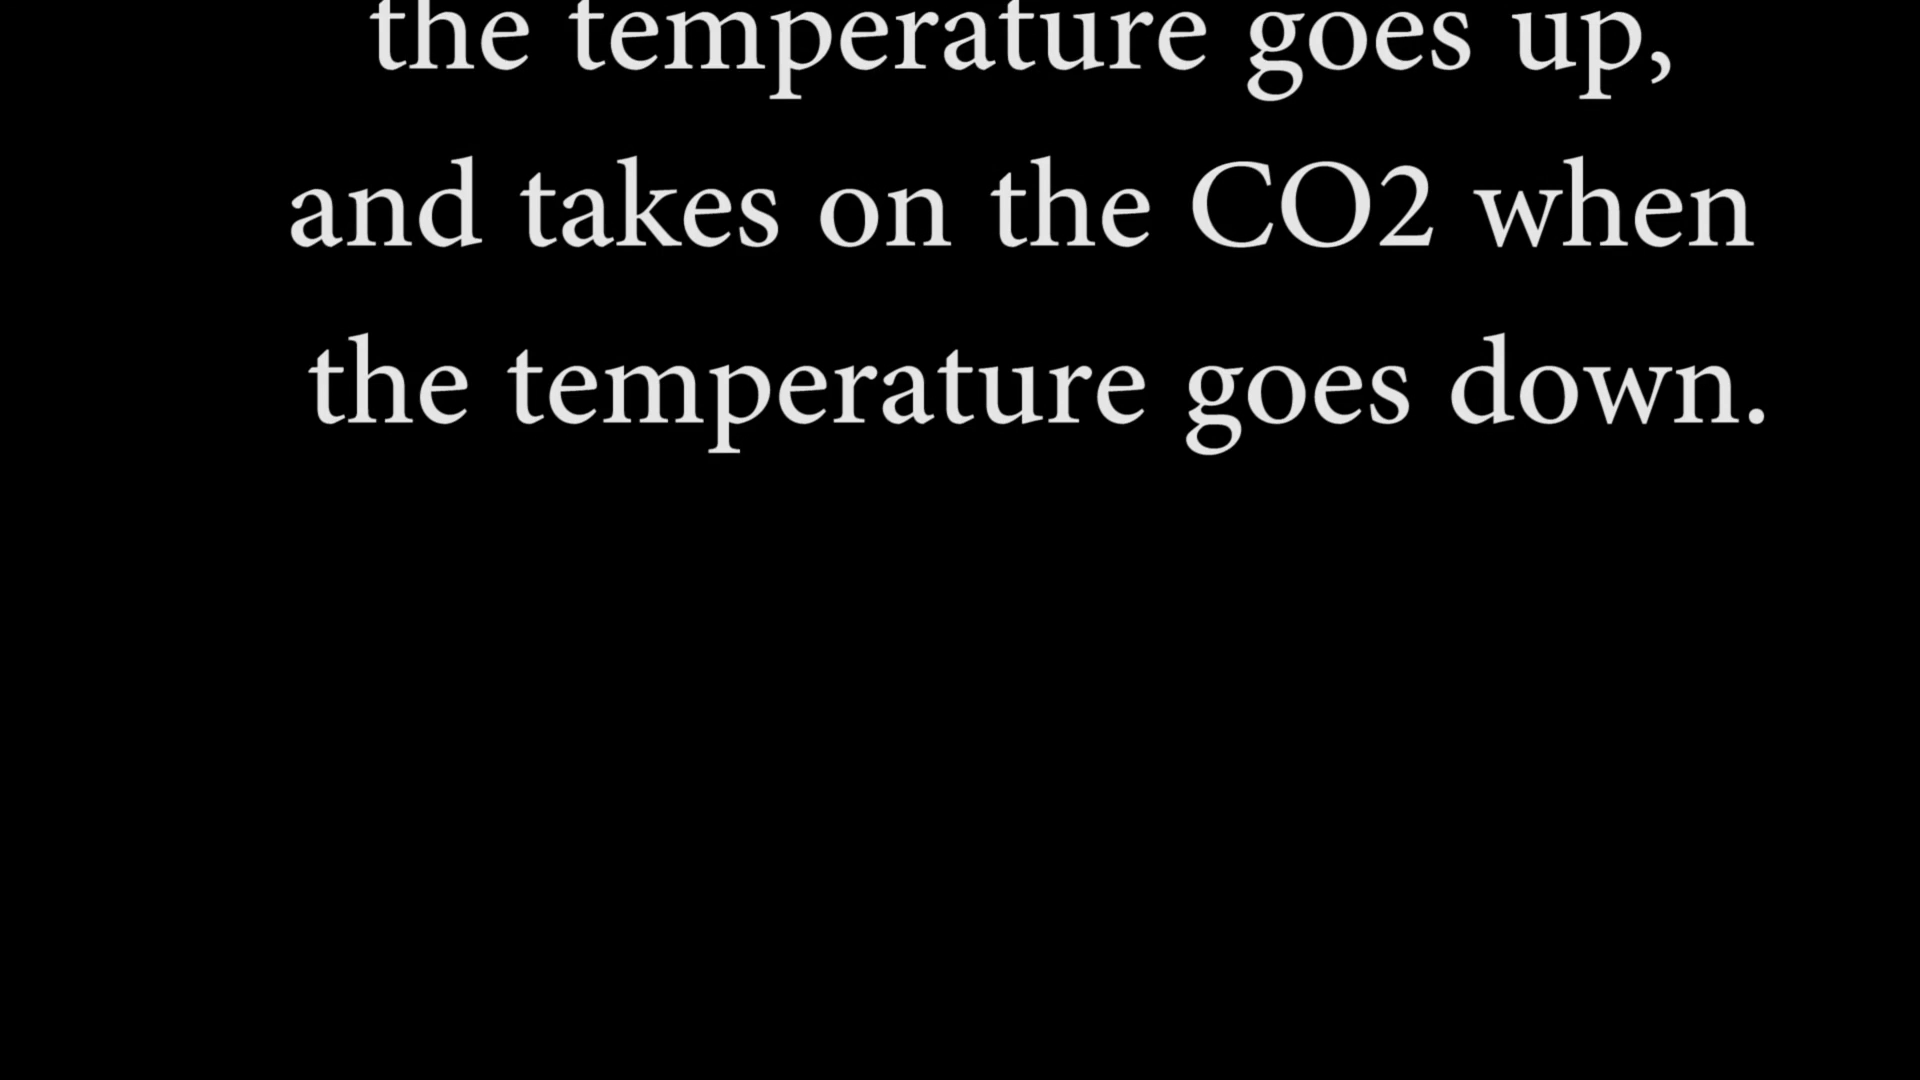 the temperature goes up,
and takes on the CO2 when
the temperature goes down.